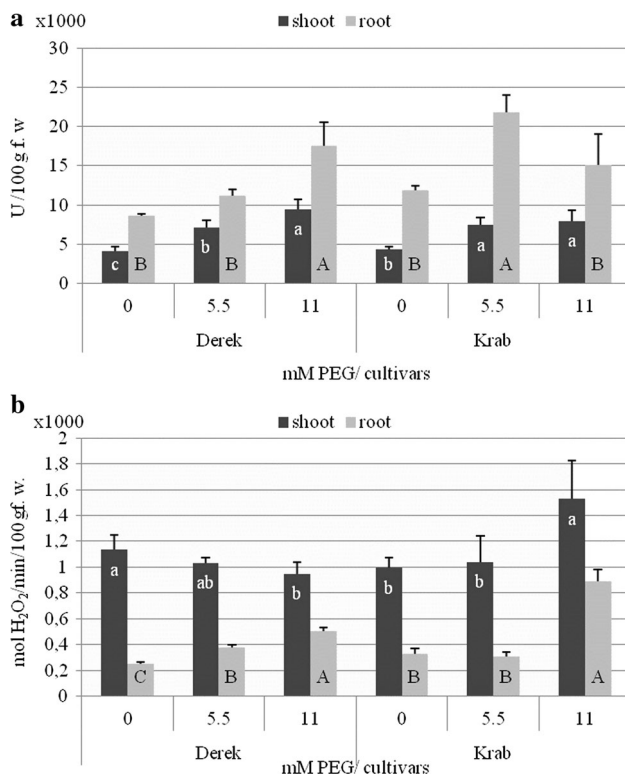 a x1000
shoot root
30
25
20
15
10
5
0
U /100 g f. w
c B b B a A b B a A a B
0 5.5 11 0 5.5 11
Derek Krab
mM PEG/ cultivars
b x1000
shoot root
2
1,8
1,6
1,4
1,2
1
0,8
0,6
0,4
0,2
0
mol H₂O₂/min/100 gf. w.
a C ab B b A b B b B a A
0 5.5 11 0 5.5 11
Derek mM PEG/ cultivars Krab